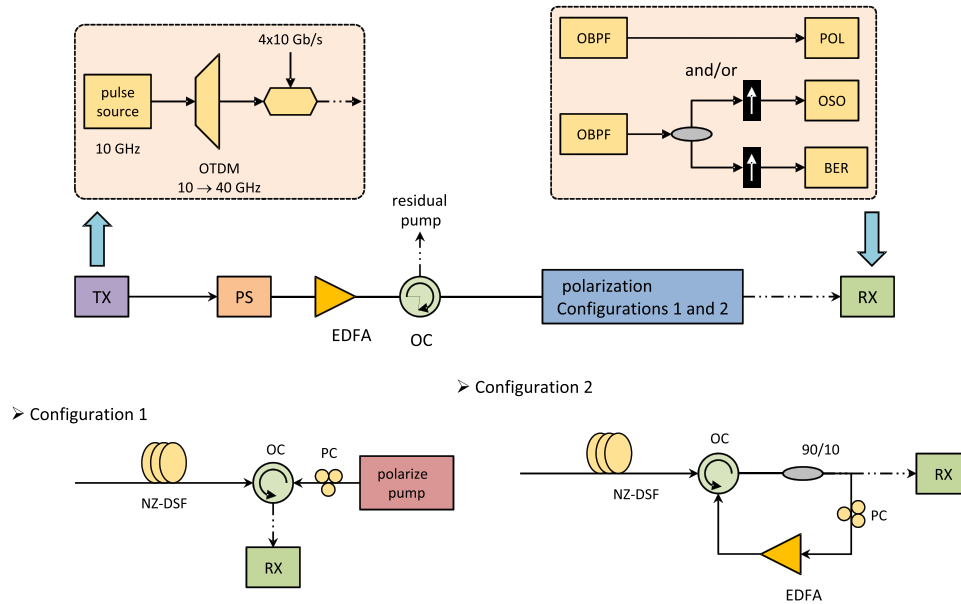 4x10 Gb/s
pulse
source
10 GHz
OTDM
10 → 40 GHz
OBPF
POL
and/or
OSO
OBPF
BER
residual
pump
TX
PS
EDFA
OC
polarization
Configurations 1 and 2
RX
➢ Configuration 1
NZ-DSF
OC
PC
polarize
pump
RX
➢ Configuration 2
NZ-DSF
OC
90/10
RX
PC
EDFA